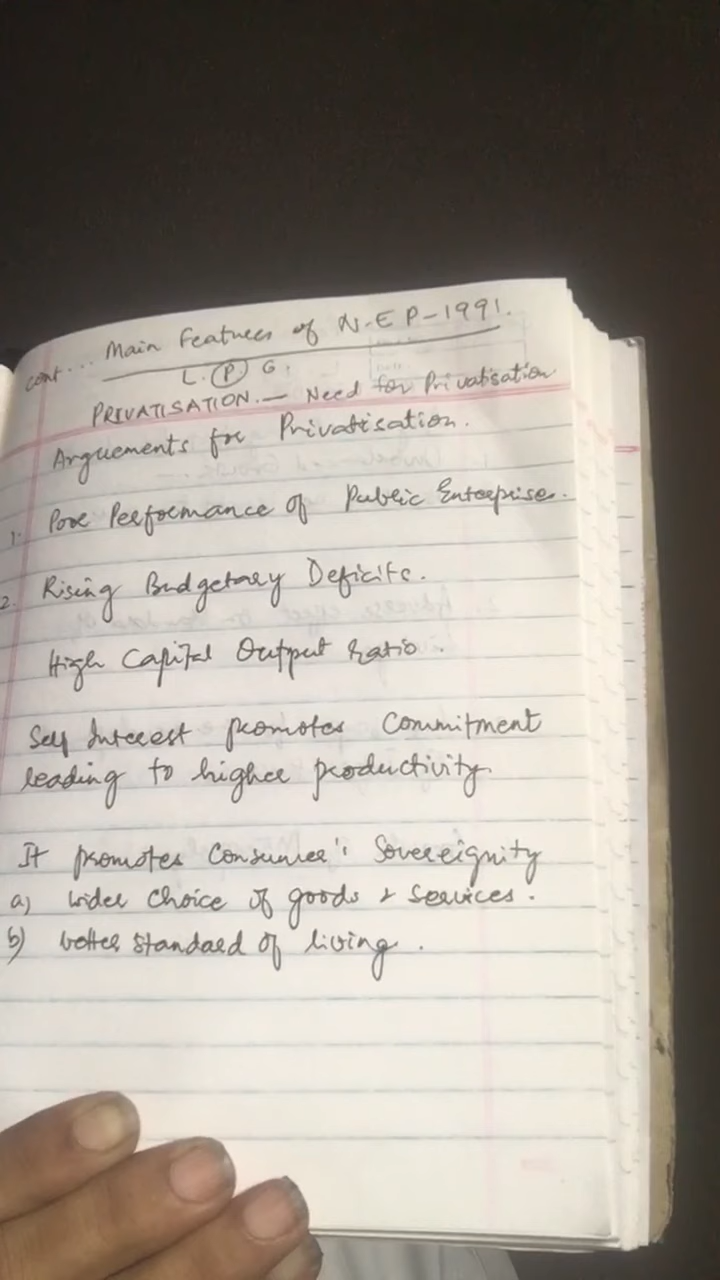 cont... Main Features of N.E P-1991.
L. P G.
PRIVATISATION.— Need for Privatisation
Arguements for Privatisation.
1. Poor Performance of Public Enterprise.
2. Rising Budgetary Deficits.
High Capital Output Ratio.
Self Interest promotes Commitment
leading to higher productivity.
It promotes Consumer's Sovereignity
a) wider choice of goods & Services.
b) better standard of living.